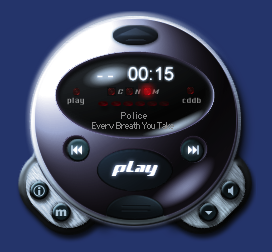 -- 00:15
C N M
play cddb
Police
Every Breath You Take
play
i
m